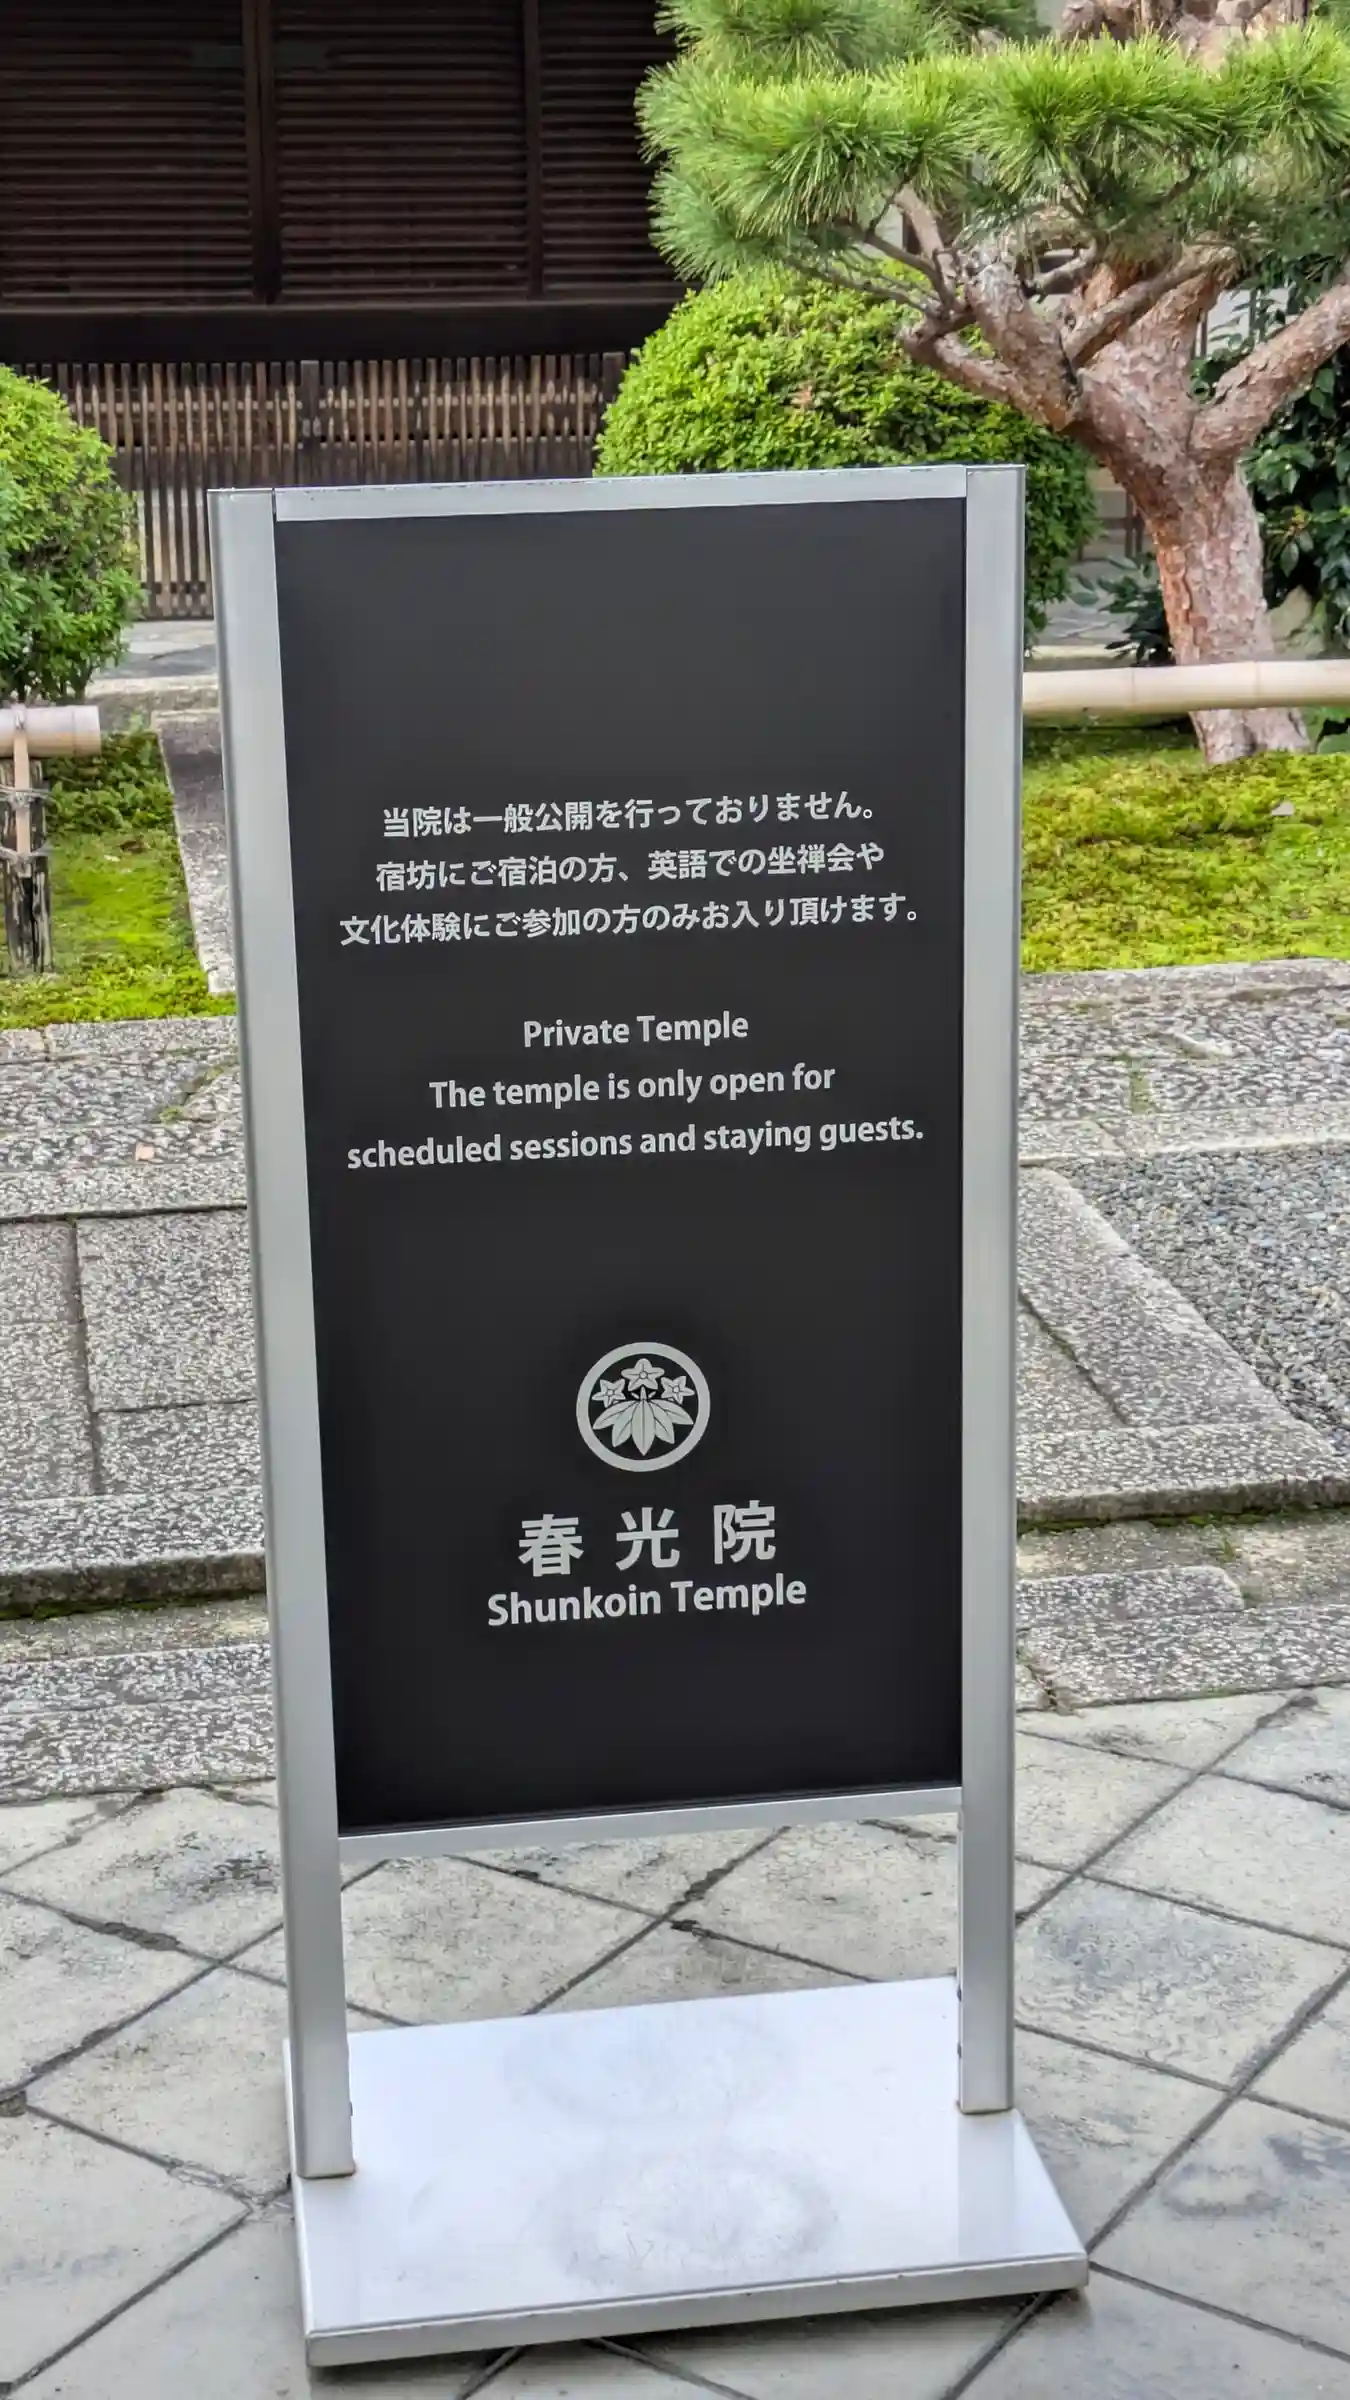 当院は一般公開を行っておりません。
宿坊にご宿泊の方、英語での坐禅会や
文化体験にご参加の方のみお入り頂けます。
Private Temple
The temple is only open for
scheduled sessions and staying guests.
春光院
Shunkoin Temple